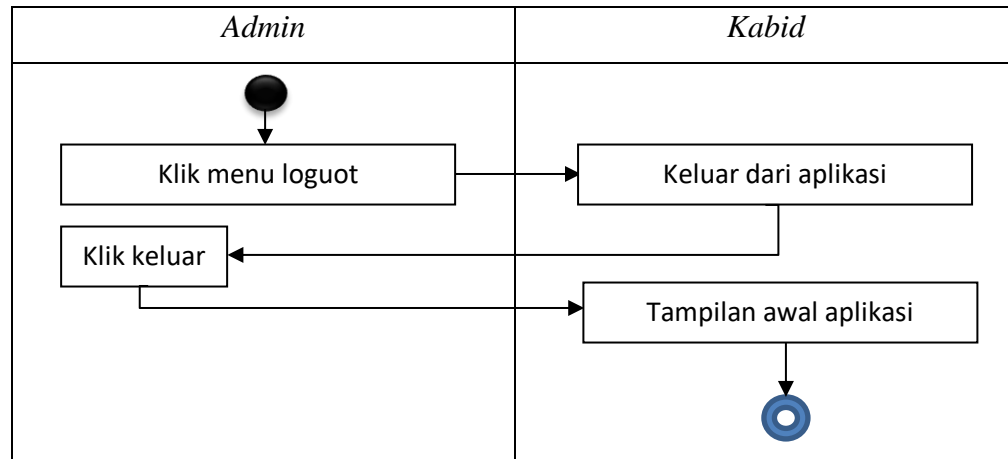 Admin
Kabid
Klik menu loguot
Keluar dari aplikasi
Klik keluar
Tampilan awal aplikasi